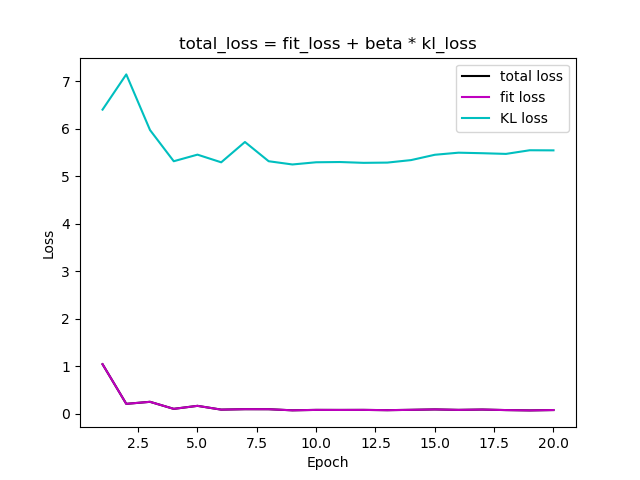 total_loss = fit_loss + beta * kl_loss
total loss
fit loss
KL loss
7
6
5
4
3
2
1
0
Loss
2.5 5.0 7.5 10.0 12.5 15.0 17.5 20.0
Epoch